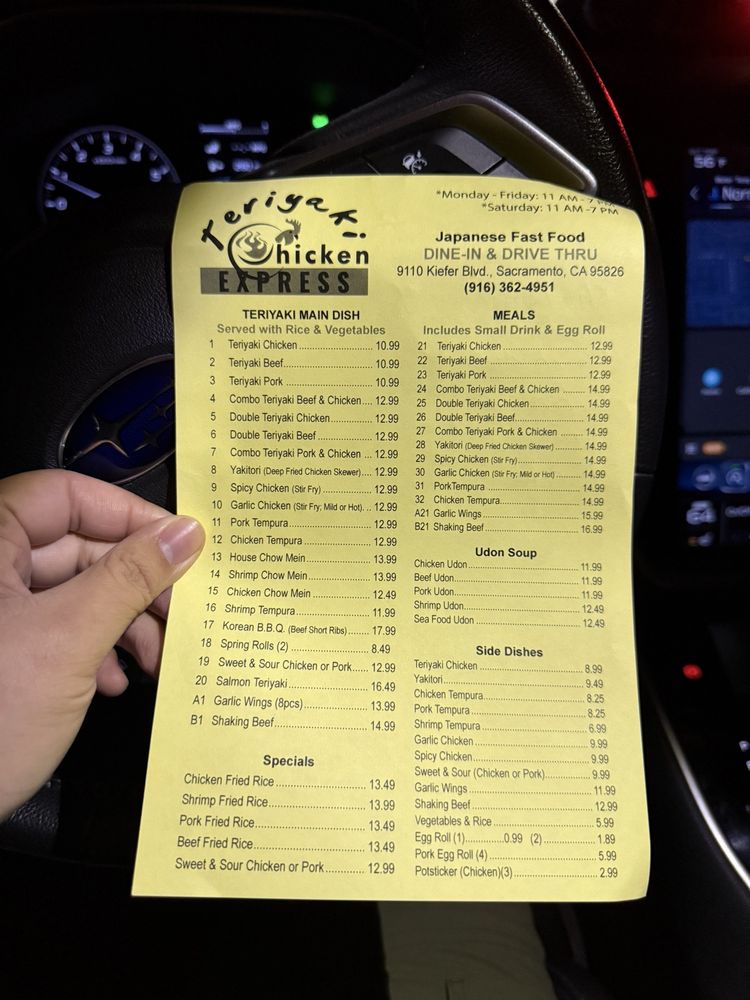 56°F
*Monday - Friday: 11 AM - 7 PM
*Saturday: 11 AM - 7 PM
Teriyaki
Chicken
EXPRESS
Japanese Fast Food
DINE-IN & DRIVE THRU
9110 Kiefer Blvd., Sacramento, CA 95826
(916) 362-4951
TERIYAKI MAIN DISH
Served with Rice & Vegetables
1 Teriyaki Chicken 10.99
2 Teriyaki Beef 10.99
3 Teriyaki Pork 10.99
4 Combo Teriyaki Beef & Chicken 12.99
5 Double Teriyaki Chicken 12.99
6 Double Teriyaki Beef 12.99
7 Combo Teriyaki Pork & Chicken 12.99
8 Yakitori (Deep Fried Chicken Skewer) 12.99
9 Spicy Chicken (Stir Fry) 12.99
10 Garlic Chicken (Stir Fry; Mild or Hot) 12.99
11 Pork Tempura 12.99
12 Chicken Tempura 12.99
13 House Chow Mein 13.99
14 Shrimp Chow Mein 13.99
15 Chicken Chow Mein 12.49
16 Shrimp Tempura 11.99
17 Korean B.B.Q. (Beef Short Ribs) 17.99
18 Spring Rolls (2) 8.49
19 Sweet & Sour Chicken or Pork 12.99
20 Salmon Teriyaki 16.49
A1 Garlic Wings (8pcs) 13.99
B1 Shaking Beef 14.99
Specials
Chicken Fried Rice 13.49
Shrimp Fried Rice 13.99
Pork Fried Rice 13.49
Beef Fried Rice 13.49
Sweet & Sour Chicken or Pork 12.99
MEALS
Includes Small Drink & Egg Roll
21 Teriyaki Chicken 12.99
22 Teriyaki Beef 12.99
23 Teriyaki Pork 12.99
24 Combo Teriyaki Beef & Chicken 14.99
25 Double Teriyaki Chicken 14.99
26 Double Teriyaki Beef 14.99
27 Combo Teriyaki Pork & Chicken 14.99
28 Yakitori (Deep Fried Chicken Skewer) 14.99
29 Spicy Chicken (Stir Fry) 14.99
30 Garlic Chicken (Stir Fry; Mild or Hot) 14.99
31 PorkTempura 14.99
32 Chicken Tempura 14.99
A21 Garlic Wings 15.99
B21 Shaking Beef 16.99
Udon Soup
Chicken Udon 11.99
Beef Udon 11.99
Pork Udon 11.99
Shrimp Udon 12.49
Sea Food Udon 12.49
Side Dishes
Teriyaki Chicken 8.99
Yakitori 9.49
Chicken Tempura 8.25
Pork Tempura 8.25
Shrimp Tempura 6.99
Garlic Chicken 9.99
Spicy Chicken 9.99
Sweet & Sour (Chicken or Pork) 9.99
Garlic Wings 11.99
Shaking Beef 12.99
Vegetables & Rice 5.99
Egg Roll (1) 0.99 (2) 1.89
Pork Egg Roll (4) 5.99
Potsticker (Chicken)(3) 2.99